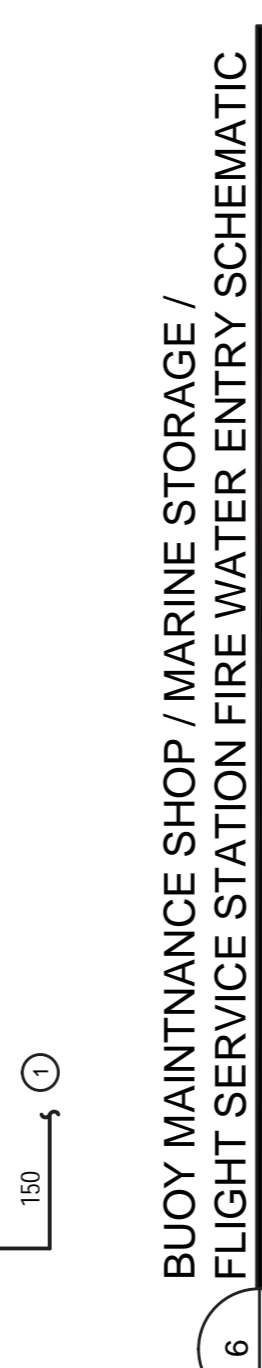 150
1
BUOY MAINTNANCE SHOP / MARINE STORAGE /
FLIGHT SERVICE STATION FIRE WATER ENTRY SCHEMATIC
6